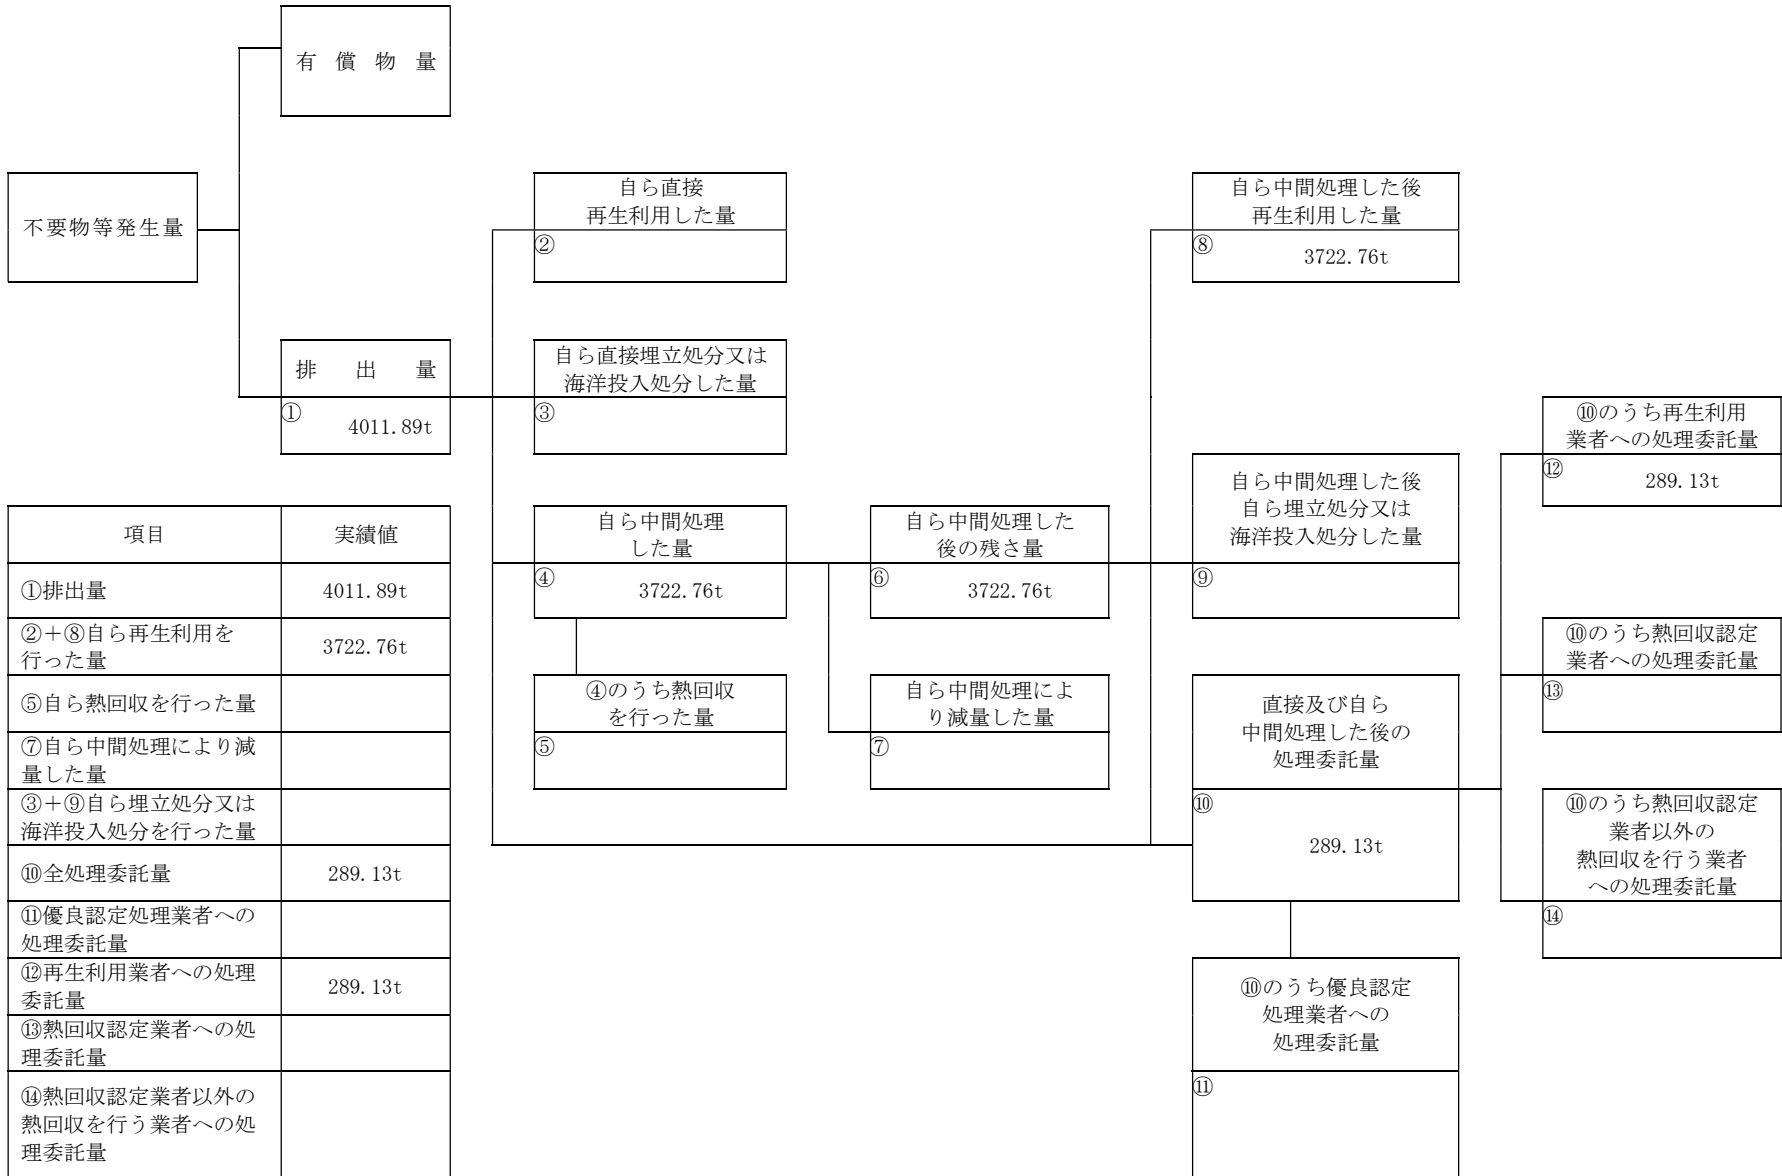 有償物量
不要物等発生量
自ら直接
再生利用した量
②
自ら中間処理した後
再生利用した量
⑧
3722.76t
排出量
①
4011.89t
自ら直接埋立処分又は
海洋投入処分した量
③
⑩のうち再生利用
業者への処理委託量
⑫
289.13t
自ら中間処理した後
自ら埋立処分又は
海洋投入処分した量
⑨
自ら中間処理
した量
④
3722.76t
自ら中間処理した
後の残さ量
⑥
3722.76t
⑩のうち熱回収認定
業者への処理委託量
⑬
④のうち熱回収
を行った量
⑤
自ら中間処理によ
り減量した量
⑦
直接及び自ら
中間処理した後の
処理委託量
⑩
289.13t
⑩のうち熱回収認定
業者以外の
熱回収を行う業者
への処理委託量
⑭
⑩のうち優良認定
処理業者への
処理委託量
⑪
項目 実績値
①排出量 4011.89t
②＋⑧自ら再生利用を
行った量
3722.76t
⑤自ら熱回収を行った量
⑦自ら中間処理により減
量した量
③＋⑨自ら埋立処分又は
海洋投入処分を行った量
⑩全処理委託量 289.13t
⑪優良認定処理業者への
処理委託量
⑫再生利用業者への処理
委託量
289.13t
⑬熱回収認定業者への処
理委託量
⑭熱回収認定業者以外の
熱回収を行う業者への処
理委託量